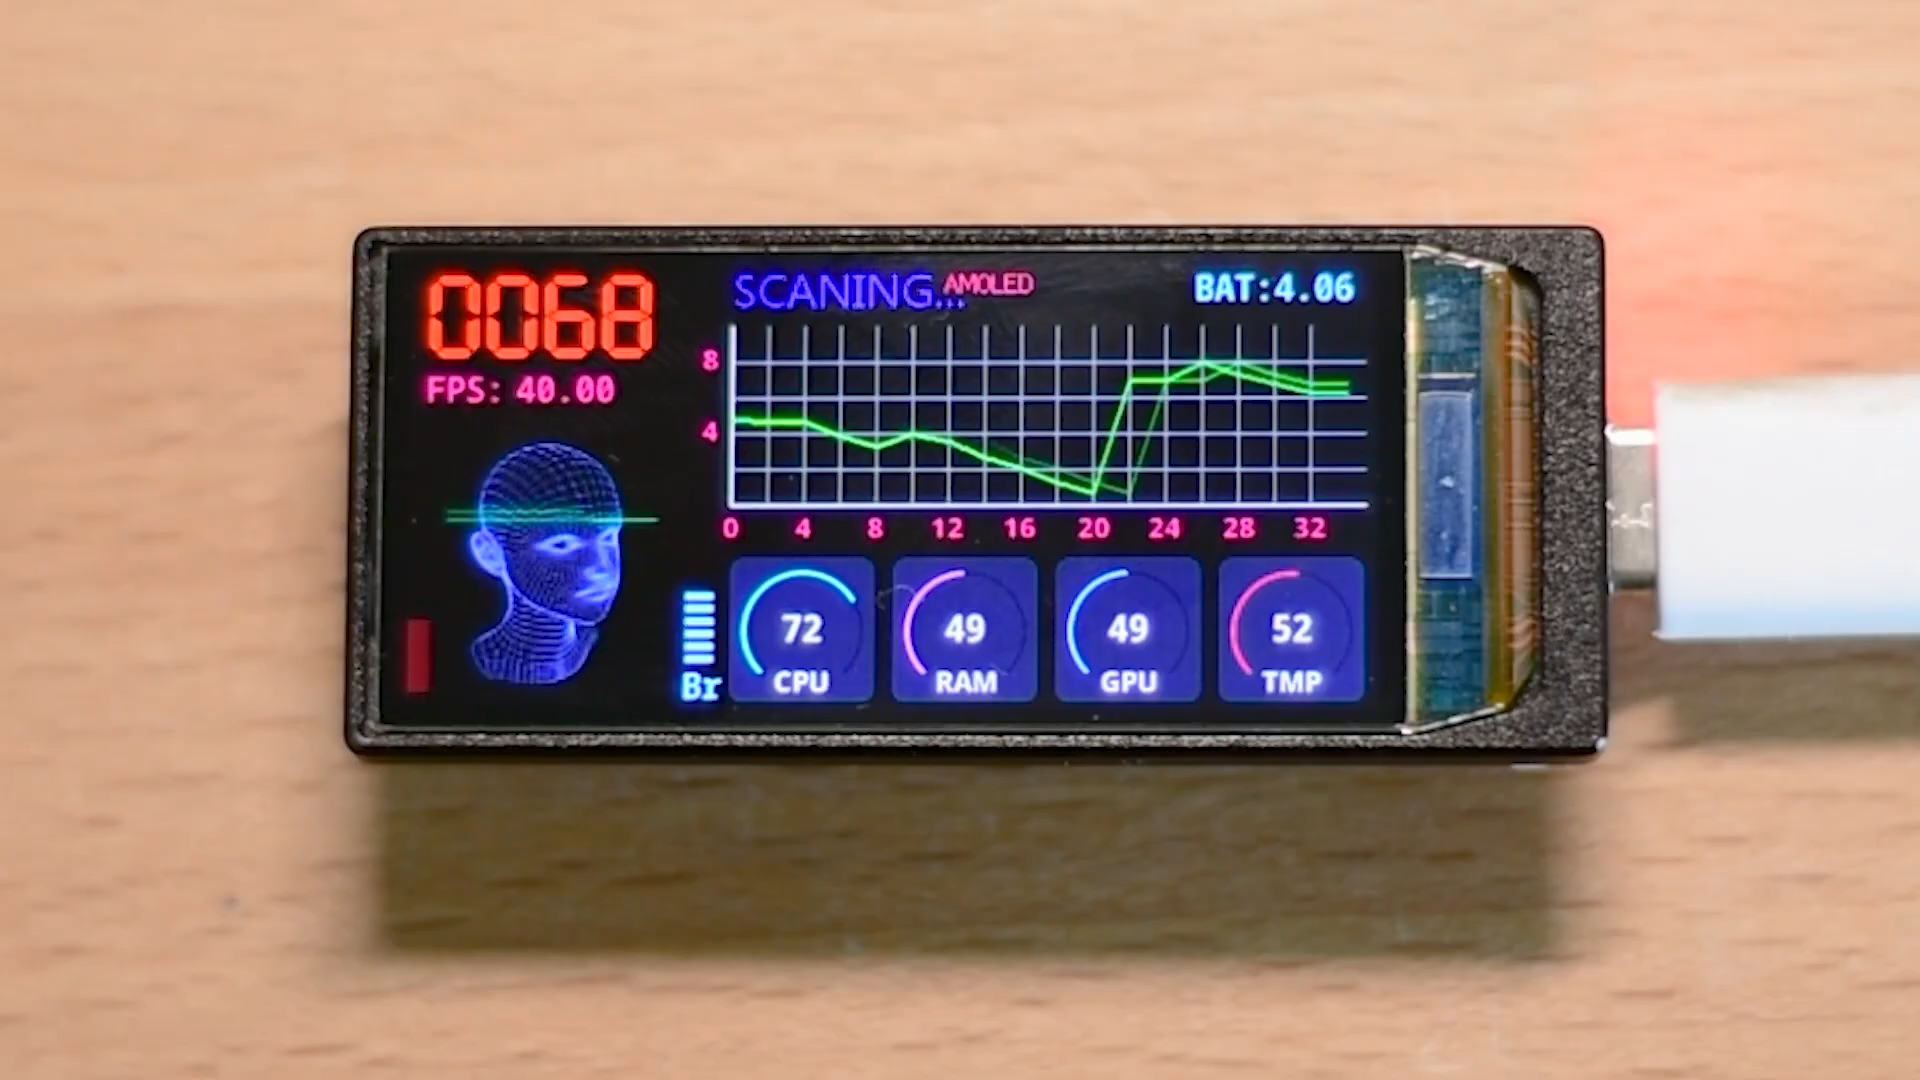 0068
SCANING...
AMOLED
BAT:4.06
FPS: 40.00
8
4
0 4 8 12 16 20 24 28 32
Br
72
CPU
49
RAM
49
GPU
52
TMP